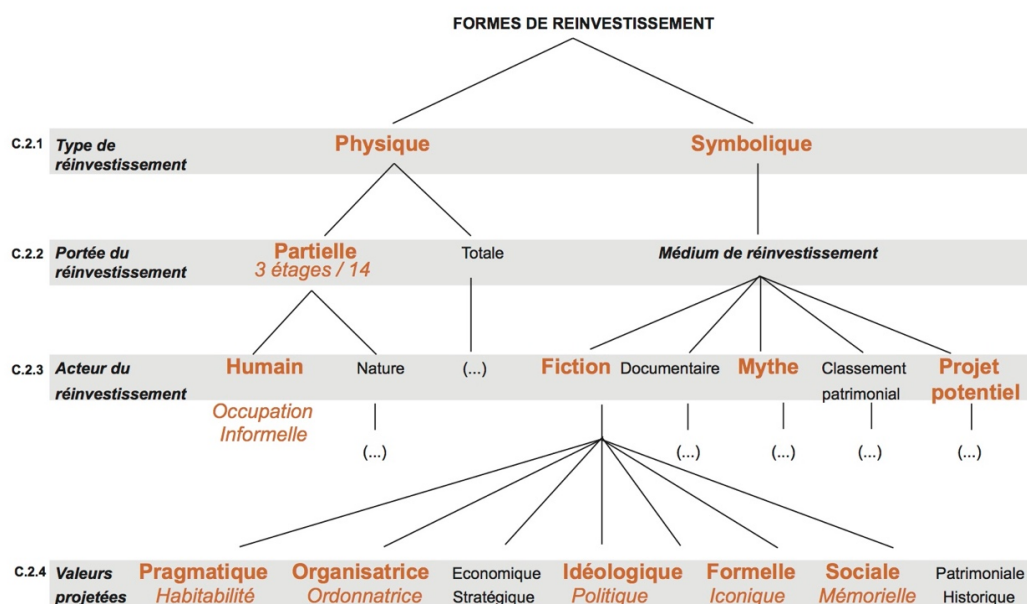 FORMES DE REINVESTISSEMENT
C.2.1 Type de réinvestissement Physique Symbolique
C.2.2 Portée du réinvestissement Partielle Totale Médium de réinvestissement
3 étages / 14
C.2.3 Acteur du réinvestissement Humain Nature (...) Fiction Documentaire Mythe Classement patrimonial Projet potentiel
Occupation
Informelle
(...) (...) (...) (...) (...)
C.2.4 Valeurs Pragmatique Organisatrice Economique Idéologique Formelle Sociale Patrimoniale
projetées Habitabilité Ordonnatrice Stratégique Politique Iconique Mémorielle Historique